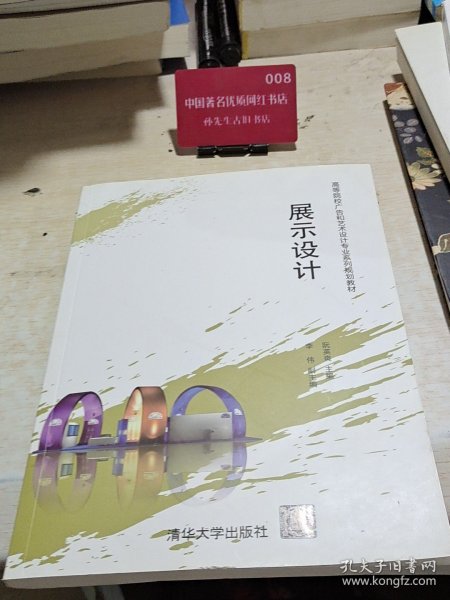 008
中国著名优质网红书店
孙先生古旧书店
高等院校广告和艺术设计专业系列规划教材
展示设计
阮英爽 主编
李伟 副主编
清华大学出版社
孔夫子旧书网
www.kongfz.com